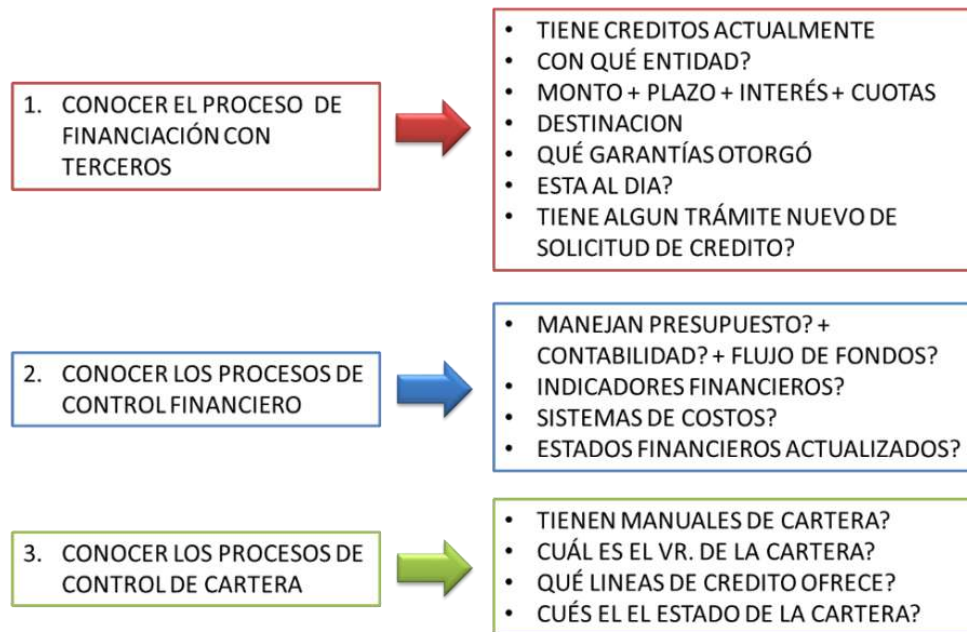 1. CONOCER EL PROCESO DE
FINANCIACIÓN CON
TERCEROS
• TIENE CREDITOS ACTUALMENTE
• CON QUÉ ENTIDAD?
• MONTO + PLAZO + INTERÉS + CUOTAS
• DESTINACION
• QUÉ GARANTÍAS OTORGÓ
• ESTA AL DIA?
• TIENE ALGUN TRÁMITE NUEVO DE
SOLICITUD DE CREDITO?
2. CONOCER LOS PROCESOS DE
CONTROL FINANCIERO
• MANEJAN PRESUPUESTO? +
CONTABILIDAD? + FLUJO DE FONDOS?
• INDICADORES FINANCIEROS?
• SISTEMAS DE COSTOS?
• ESTADOS FINANCIEROS ACTUALIZADOS?
3. CONOCER LOS PROCESOS DE
CONTROL DE CARTERA
• TIENEN MANUALES DE CARTERA?
• CUÁL ES EL VR. DE LA CARTERA?
• QUÉ LINEAS DE CREDITO OFRECE?
• CUÉS EL EL ESTADO DE LA CARTERA?